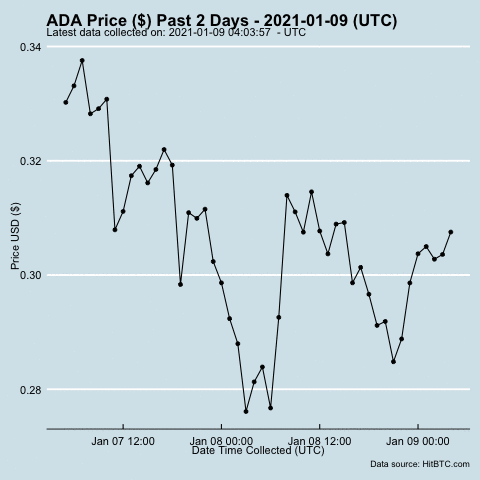 ADA Price ($) Past 2 Days - 2021-01-09 (UTC)
Latest data collected on: 2021-01-09 04:03:57  - UTC
0.34
0.32
0.30
0.28
Price USD ($)
Jan 07 12:00
Jan 08 00:00
Jan 08 12:00
Jan 09 00:00
Date Time Collected (UTC)
Data source: HitBTC.com